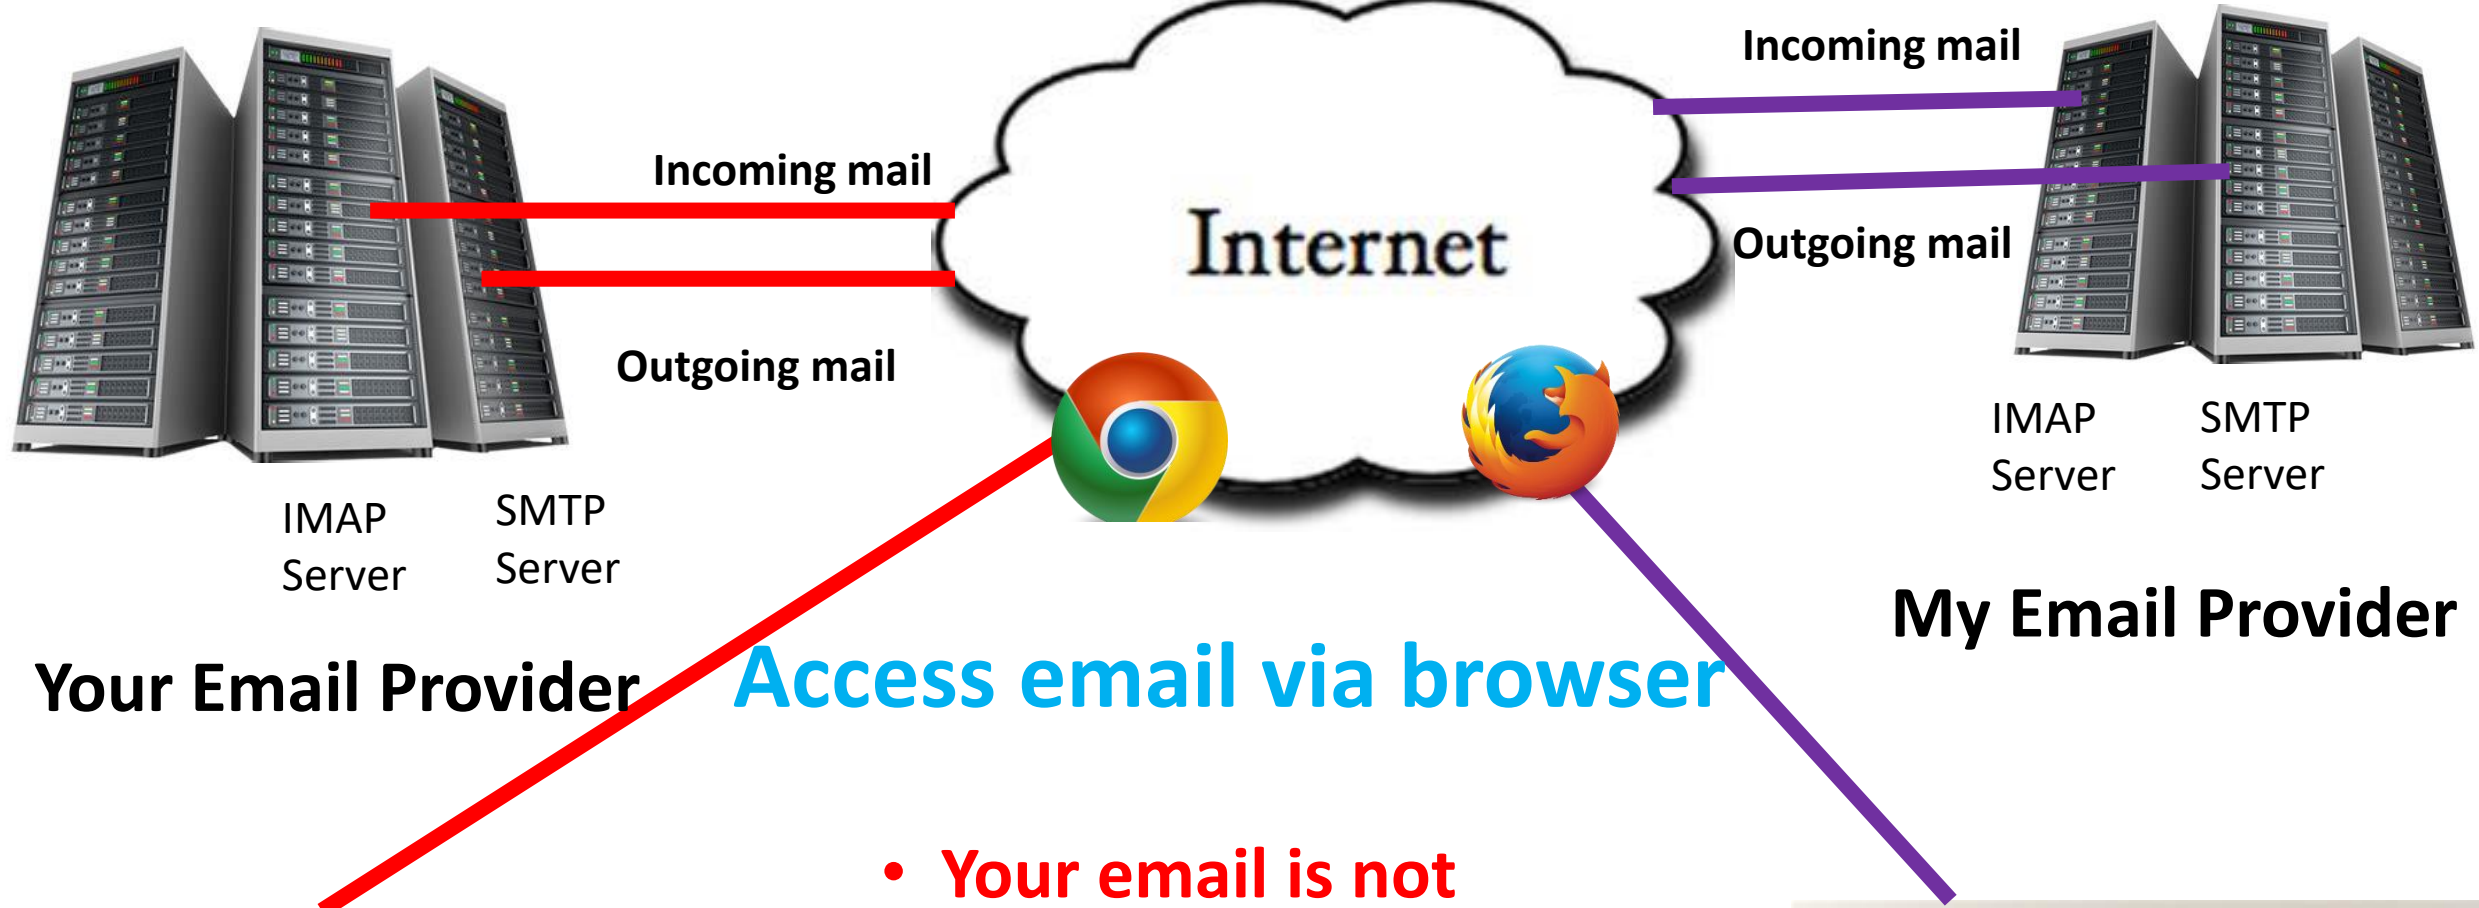 Incoming mail
Incoming mail
Internet
Outgoing mail
Outgoing mail
IMAP
Server
SMTP
Server
IMAP
Server
SMTP
Server
My Email Provider
Your Email Provider
Access email via browser
• Your email is not